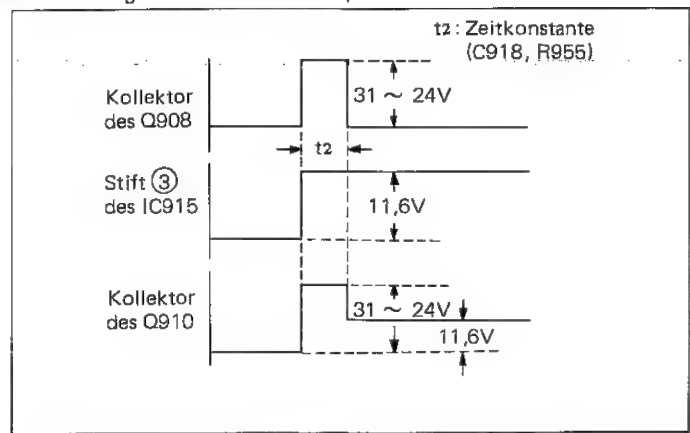 t2 : Zeitkonstante
(C918, R955)
Kollektor
des Q908
31 ~ 24V
t2
Stift ③
des IC915
11,6V
Kollektor
des Q910
31 ~ 24V
11,6V